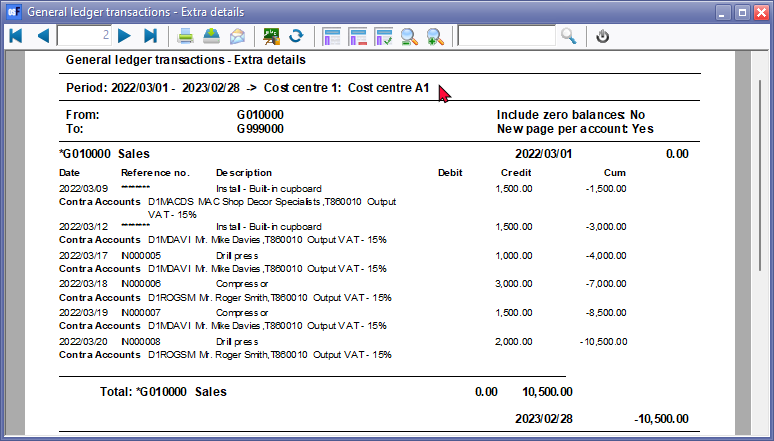 General ledger transactions - Extra details
2
General ledger transactions - Extra details
Period: 2022/03/01 - 2023/02/28 -> Cost centre 1: Cost centre A1
From: G010000 Include zero balances: No
To: G999000 New page per account: Yes
*G010000 Sales 2022/03/01 0.00
Date Reference no. Description Debit Credit Cum
2022/03/09 ******** Install - Built-in cupboard 1,500.00 -1,500.00
Contra Accounts D1MACDS MAC Shop Decor Specialists,T860010 Output
VAT - 15%
2022/03/12 ******** Install - Built-in cupboard 1,500.00 -3,000.00
Contra Accounts D1MDAVI Mr. Mike Davies,T860010 Output VAT - 15%
2022/03/17 IN000005 Drill press 1,000.00 -4,000.00
Contra Accounts D1MDAVI Mr. Mike Davies,T860010 Output VAT - 15%
2022/03/18 IN000006 Compressor 3,000.00 -7,000.00
Contra Accounts D1ROGSM Mr. Roger Smith,T860010 Output VAT - 15%
2022/03/19 IN000007 Compressor 1,500.00 -8,500.00
Contra Accounts D1MDAVI Mr. Mike Davies,T860010 Output VAT - 15%
2022/03/20 IN000008 Drill press 2,000.00 -10,500.00
Contra Accounts D1ROGSM Mr. Roger Smith,T860010 Output VAT - 15%
Total: *G010000 Sales 0.00 10,500.00
2023/02/28 -10,500.00